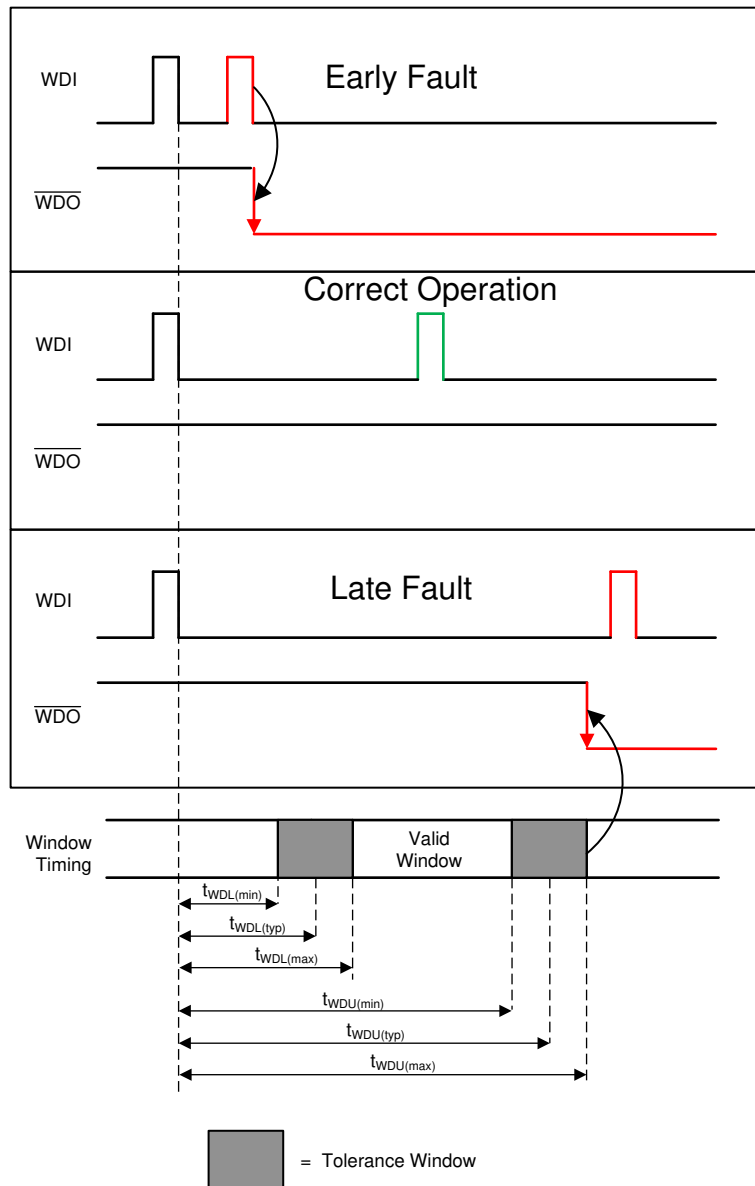 Early Fault
WDI
WDO
Correct Operation
WDI
WDO
Late Fault
WDI
WDO
Window
Timing
Valid
Window
tWDL(min)
tWDL(typ)
tWDL(max)
tWDU(min)
tWDU(typ)
tWDU(max)
= Tolerance Window